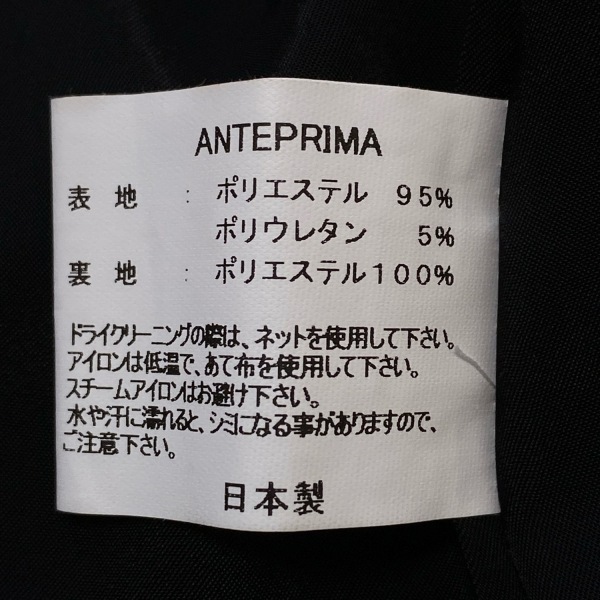 ANTEPRIMA
表 地 : ポリエステル 95%
ポリウレタン 5%
裏 地 : ポリエステル100%
ドライクリーニングの際は、ネットを使用して下さい。
アイロンは低温で、あて布を使用して下さい。
スチームアイロンはお避け下さい。
水や汗に濡れると、シミになる事がありますので、
ご注意下さい。
日本製